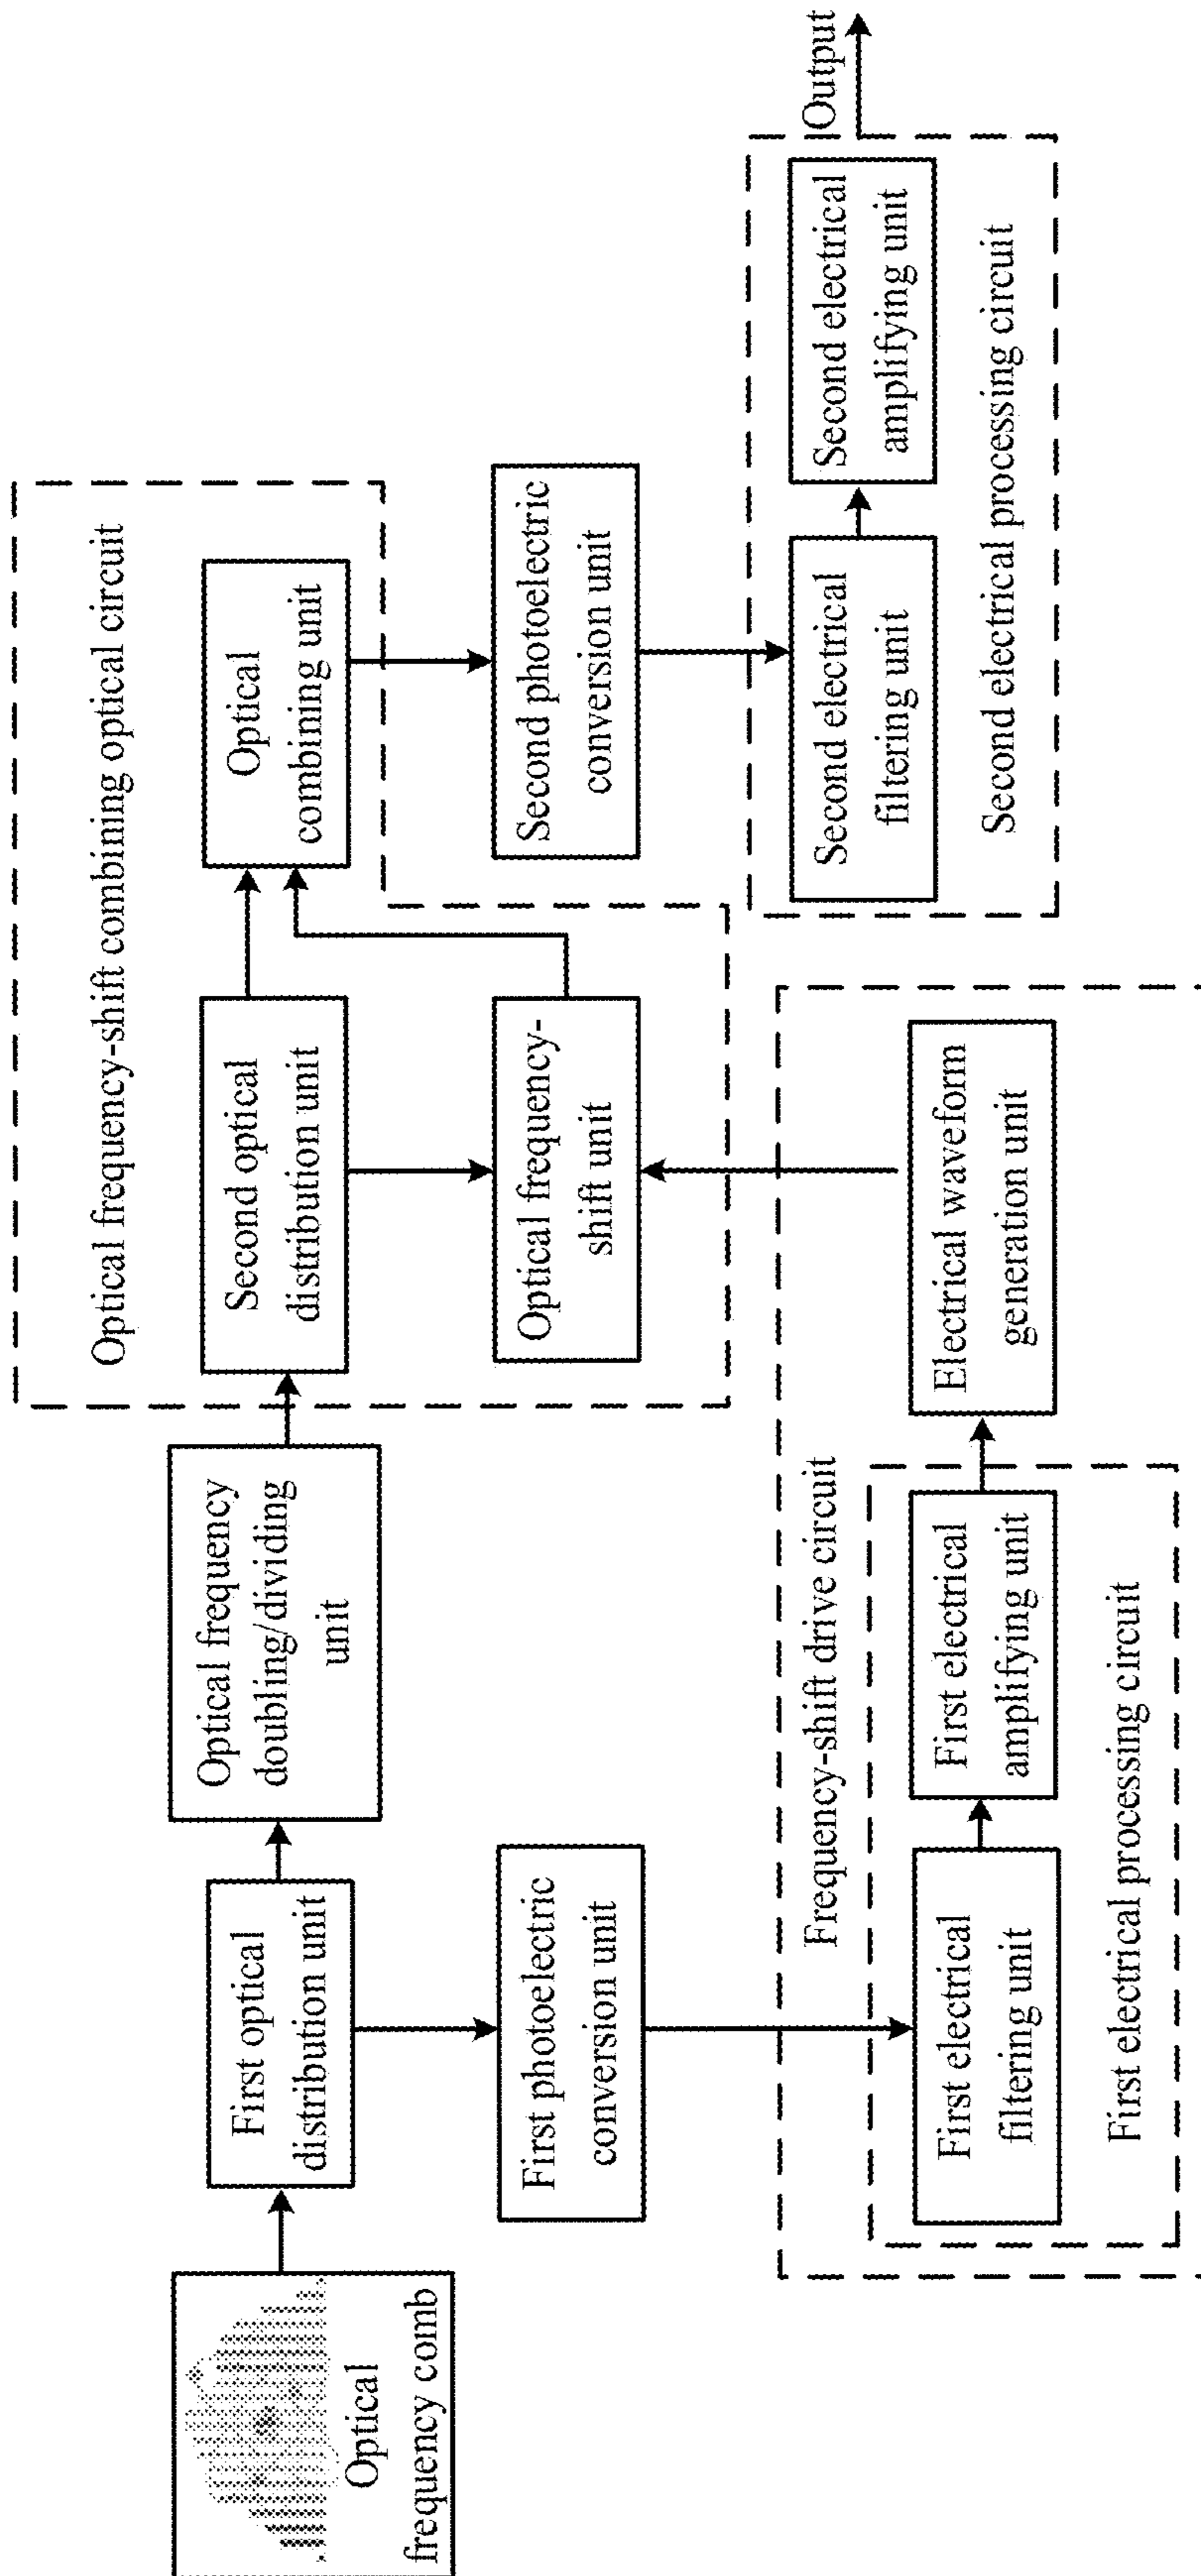 Optical
frequency comb
First optical
distribution unit
First photoelectric
conversion unit
Optical frequency
doubling/dividing
unit
Optical frequency-shift combining optical circuit
Second optical
distribution unit
Optical frequency-
shift unit
Optical
combining unit
Second photoelectric
conversion unit
Frequency-shift drive circuit
First electrical
filtering unit
First electrical
amplifying unit
First electrical processing circuit
Electrical waveform
generation unit
Second electrical
filtering unit
Second electrical
amplifying unit
Second electrical processing circuit
Output